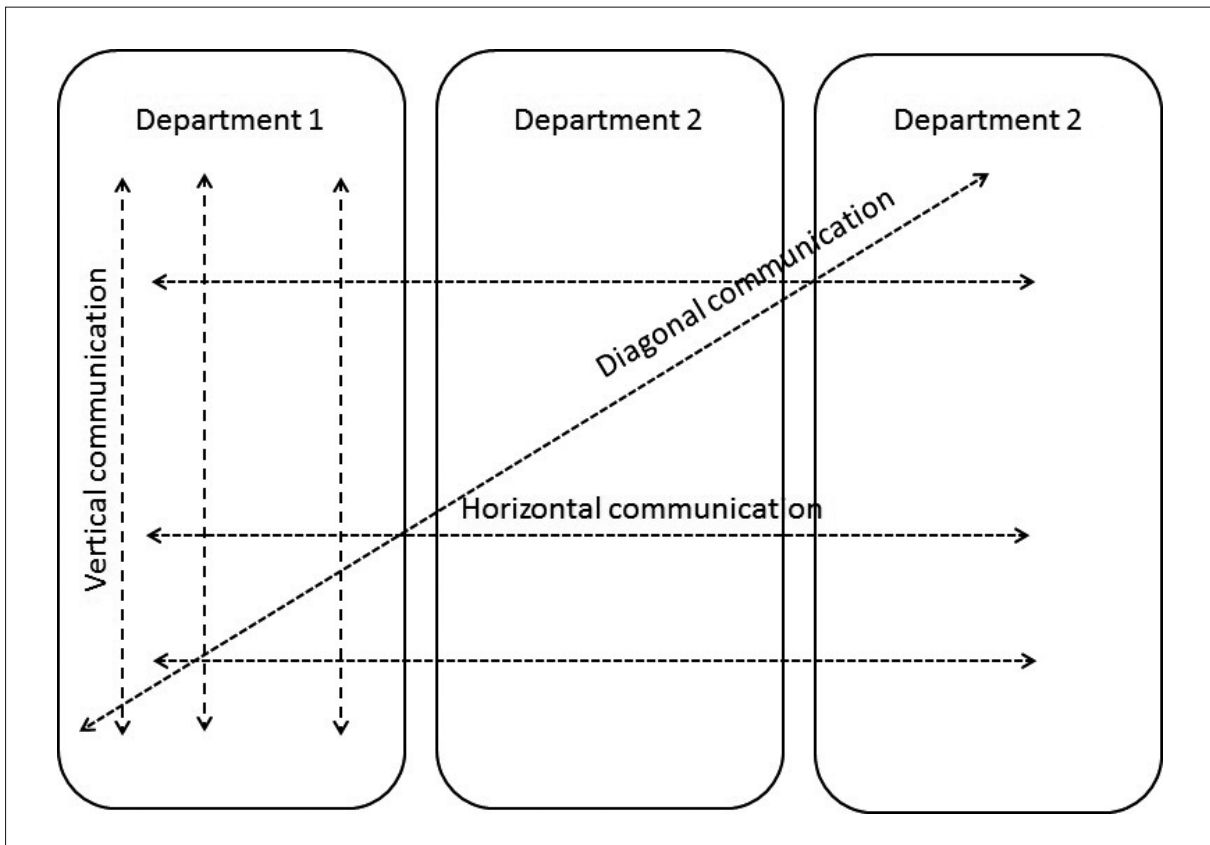 Department 1
Department 2
Department 2
Vertical communication
Diagonal communication
Horizontal communication